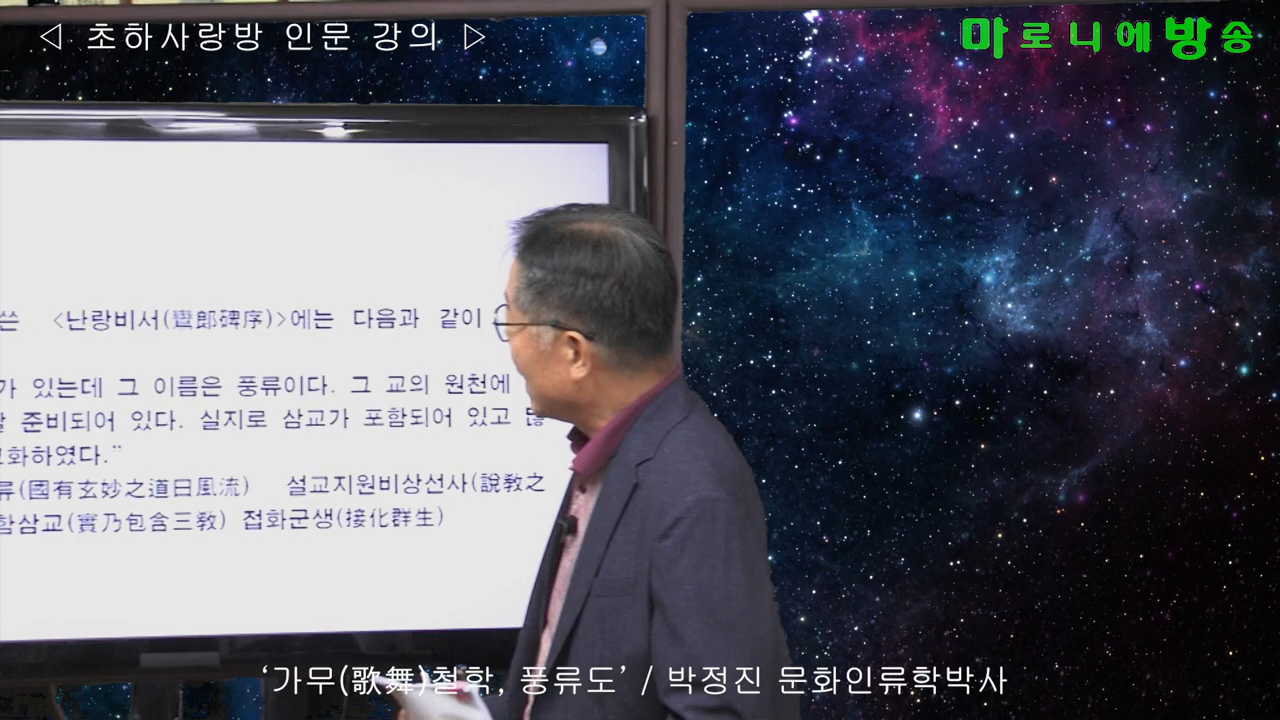 ◁ 초하사랑방 인문 강의 ▷
마로니에방송
쓴 <난랑비서(鸞郎碑序)>에는 다음과 같이
가 있는데 그 이름은 풍류이다. 그 교의 원천에
준비되어 있다. 실지로 삼교가 포함되어 있고
화하였다.”
류(國有玄妙之道曰風流) 설교지원비상선사(說敎之
함삼교(實乃包含三敎) 접화군생(接化群生)
‘가무(歌舞)철학, 풍류도’ / 박정진 문화인류학박사